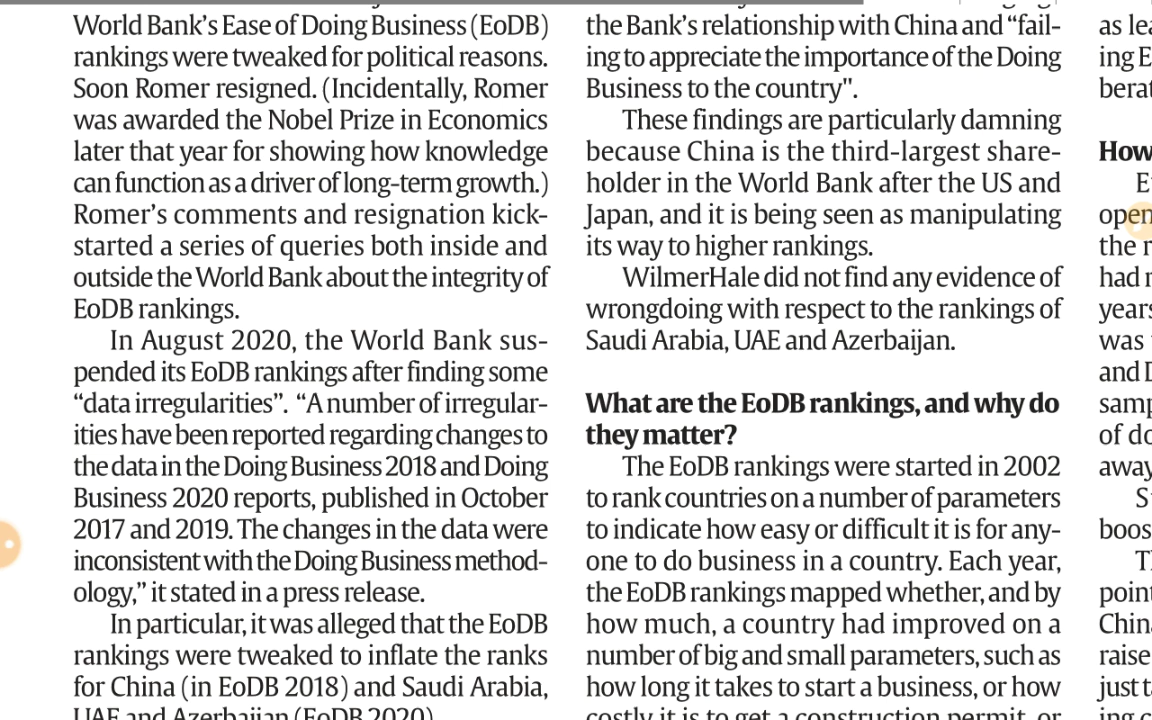 World Bank's Ease of Doing Business (EoDB)
rankings were tweaked for political reasons.
Soon Romer resigned. (Incidentally, Romer
was awarded the Nobel Prize in Economics
later that year for showing how knowledge
can function as a driver of long-term growth.)
Romer's comments and resignation kick-
started a series of queries both inside and
outside the World Bank about the integrity of
EoDB rankings.
In August 2020, the World Bank sus-
pended its EoDB rankings after finding some
“data irregularities”. “A number of irregular-
ities have been reported regarding changes to
the data in the Doing Business 2018 and Doing
Business 2020 reports, published in October
2017 and 2019. The changes in the data were
inconsistent with the Doing Business method-
ology,” it stated in a press release.
In particular, it was alleged that the EoDB
rankings were tweaked to inflate the ranks
for China (in EoDB 2018) and Saudi Arabia,
UAE and Azerbaijan (EoDB 2020).
the Bank's relationship with China and “fail-
ing to appreciate the importance of the Doing
Business to the country".
These findings are particularly damning
because China is the third-largest share-
holder in the World Bank after the US and
Japan, and it is being seen as manipulating
its way to higher rankings.
WilmerHale did not find any evidence of
wrongdoing with respect to the rankings of
Saudi Arabia, UAE and Azerbaijan.
What are the EoDB rankings, and why do
they matter?
The EoDB rankings were started in 2002
to rank countries on a number of parameters
to indicate how easy or difficult it is for any-
one to do business in a country. Each year,
the EoDB rankings mapped whether, and by
how much, a country had improved on a
number of big and small parameters, such as
how long it takes to start a business, or how
costly it is to get a construction permit, or
as
How
the
had
years
was
and
of
away